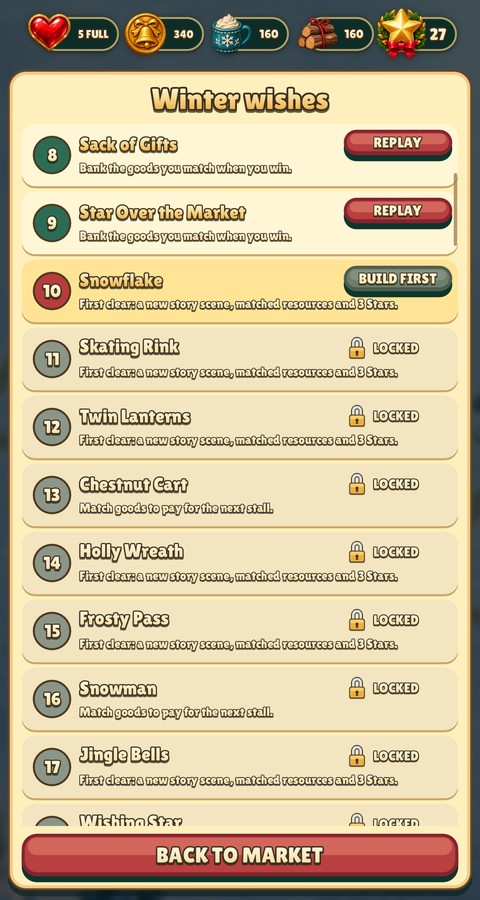 5 FULL
340
160
160
27
Winter wishes
8
Sack of Gifts
REPLAY
Bank the goods you match when you win.
9
Star Over the Market
REPLAY
Bank the goods you match when you win.
10
Snowflake
BUILD FIRST
First clear: a new story scene, matched resources and 3 Stars.
11
Skating Rink
LOCKED
First clear: a new story scene, matched resources and 3 Stars.
12
Twin Lanterns
LOCKED
First clear: a new story scene, matched resources and 3 Stars.
13
Chestnut Cart
LOCKED
Match goods to pay for the next stall.
14
Holly Wreath
LOCKED
First clear: a new story scene, matched resources and 3 Stars.
15
Frosty Pass
LOCKED
First clear: a new story scene, matched resources and 3 Stars.
16
Snowman
LOCKED
Match goods to pay for the next stall.
17
Jingle Bells
LOCKED
First clear: a new story scene, matched resources and 3 Stars.
Wishing Star
LOCKED
BACK TO MARKET